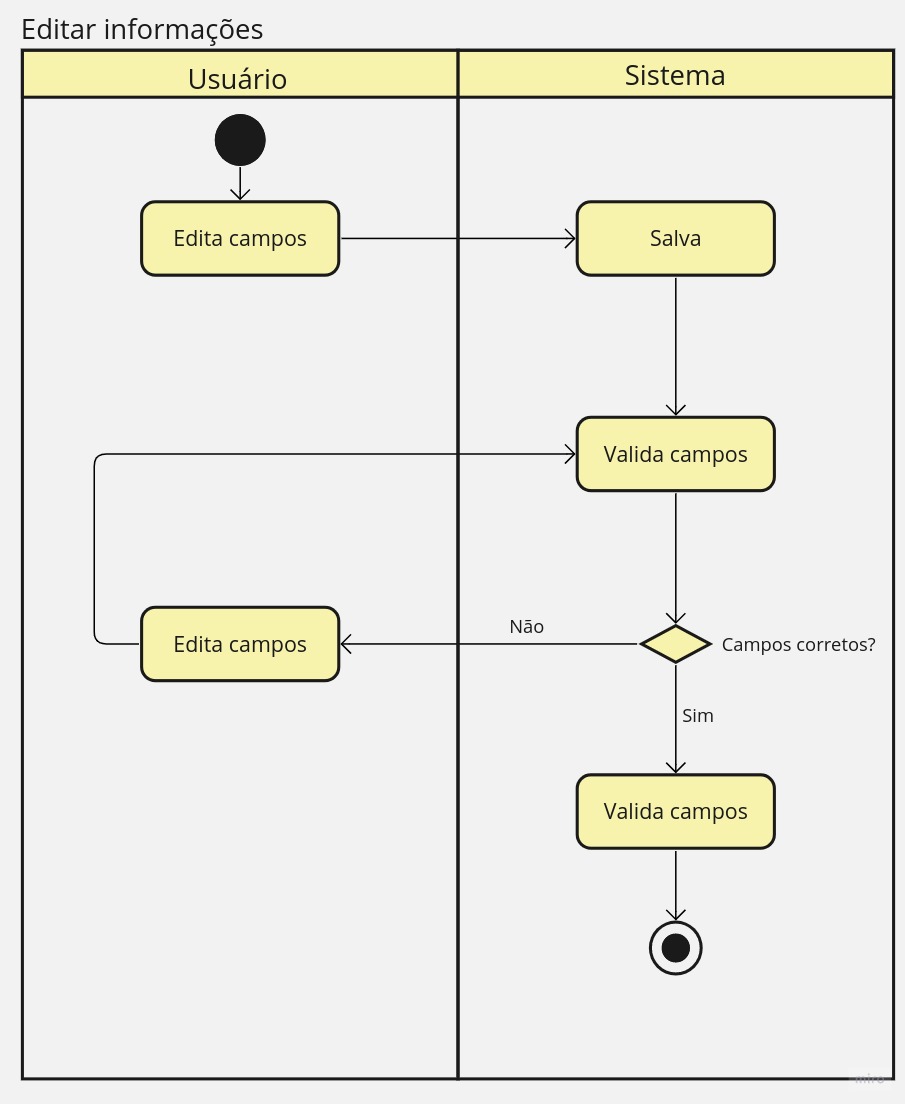 Editar informações
Usuário
Sistema
Edita campos
Salva
Valida campos
Edita campos
Não
Campos corretos?
Sim
Valida campos
miro